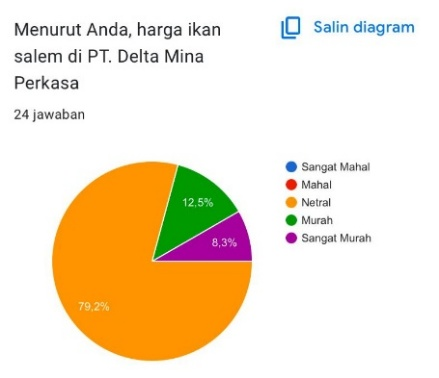 Menurut Anda, harga ikan
salem di PT. Delta Mina
Perkasa
Salin diagram
24 jawaban
12,5%
8,3%
79,2%
Sangat Mahal
Mahal
Netral
Murah
Sangat Murah